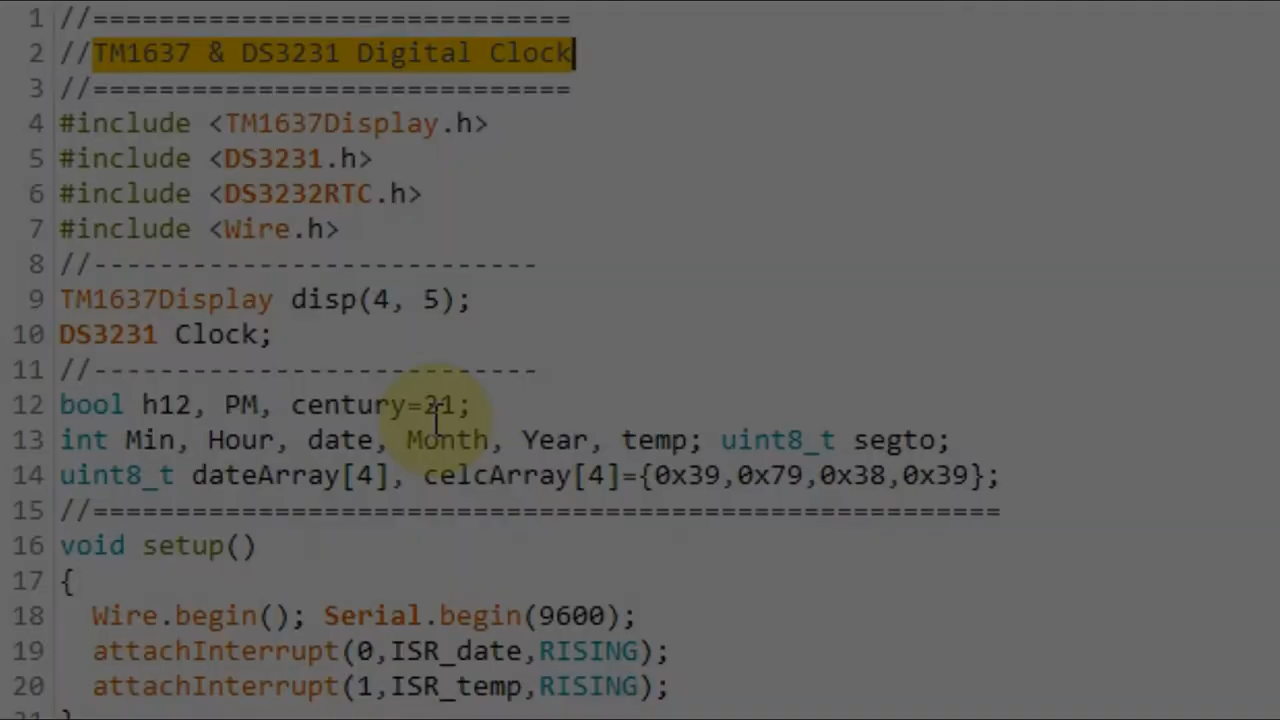 1 //=============================
2 //TM1637 & DS3231 Digital Clock
3 //=============================
4 #include <TM1637Display.h>
5 #include <DS3231.h>
6 #include <DS3232RTC.h>
7 #include <Wire.h>
8 //---------------------------
9 TM1637Display disp(4, 5);
10 DS3231 Clock;
11 //---------------------------
12 bool h12, PM, century=21;
13 int Min, Hour, date, Month, Year, temp; uint8_t segto;
14 uint8_t dateArray[4], celcArray[4]={0x39,0x79,0x38,0x39};
15 //=======================================================
16 void setup()
17 {
18 Wire.begin(); Serial.begin(9600);
19 attachInterrupt(0,ISR_date,RISING);
20 attachInterrupt(1,ISR_temp,RISING);